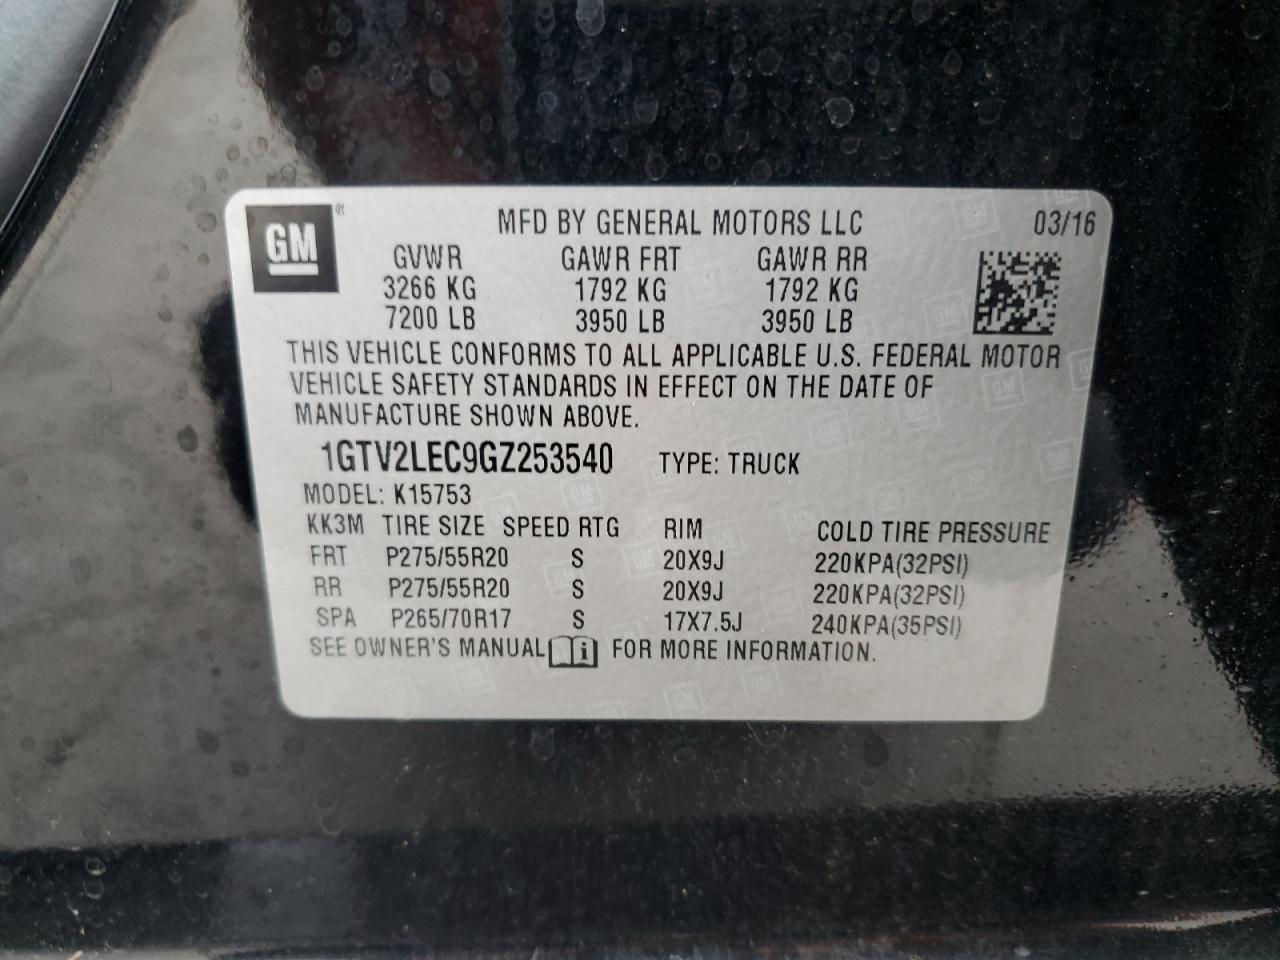 GM ®
MFD BY GENERAL MOTORS LLC 03/16
GVWR GAWR FRT GAWR RR
3266 KG 1792 KG 1792 KG
7200 LB 3950 LB 3950 LB
THIS VEHICLE CONFORMS TO ALL APPLICABLE U.S. FEDERAL MOTOR
VEHICLE SAFETY STANDARDS IN EFFECT ON THE DATE OF
MANUFACTURE SHOWN ABOVE.
1GTV2LEC9GZ253540 TYPE: TRUCK
MODEL: K15753
KK3M TIRE SIZE SPEED RTG RIM COLD TIRE PRESSURE
FRT P275/55R20 S 20X9J 220KPA(32PSI)
RR P275/55R20 S 20X9J 220KPA(32PSI)
SPA P265/70R17 S 17X7.5J 240KPA(35PSI)
SEE OWNER'S MANUAL i FOR MORE INFORMATION.